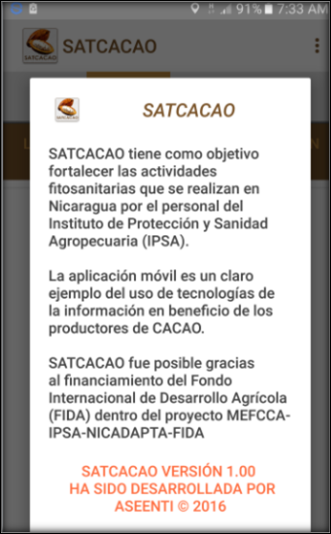 91% 7:33 AM
SATCACAO
SATCACAO
SATCACAO tiene como objetivo
fortalecer las actividades
fitosanitarias que se realizan en
Nicaragua por el personal del
Instituto de Protección y Sanidad
Agropecuaria (IPSA).
La aplicación móvil es un claro
ejemplo del uso de tecnologías de
la información en beneficio de los
productores de CACAO.
SATCACAO fue posible gracias
al financiamiento del Fondo
Internacional de Desarrollo Agrícola
(FIDA) dentro del proyecto MEFCCA-
IPSA-NICADAPTA-FIDA
SATCACAO VERSIÓN 1.00
HA SIDO DESARROLLADA POR
ASEENTI © 2016